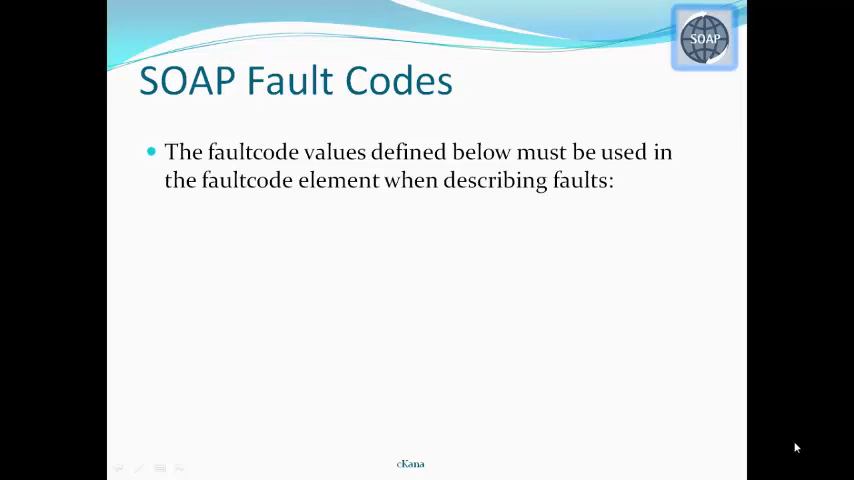 SOAP
SOAP Fault Codes
The faultcode values defined below must be used in
the faultcode element when describing faults:
cKana